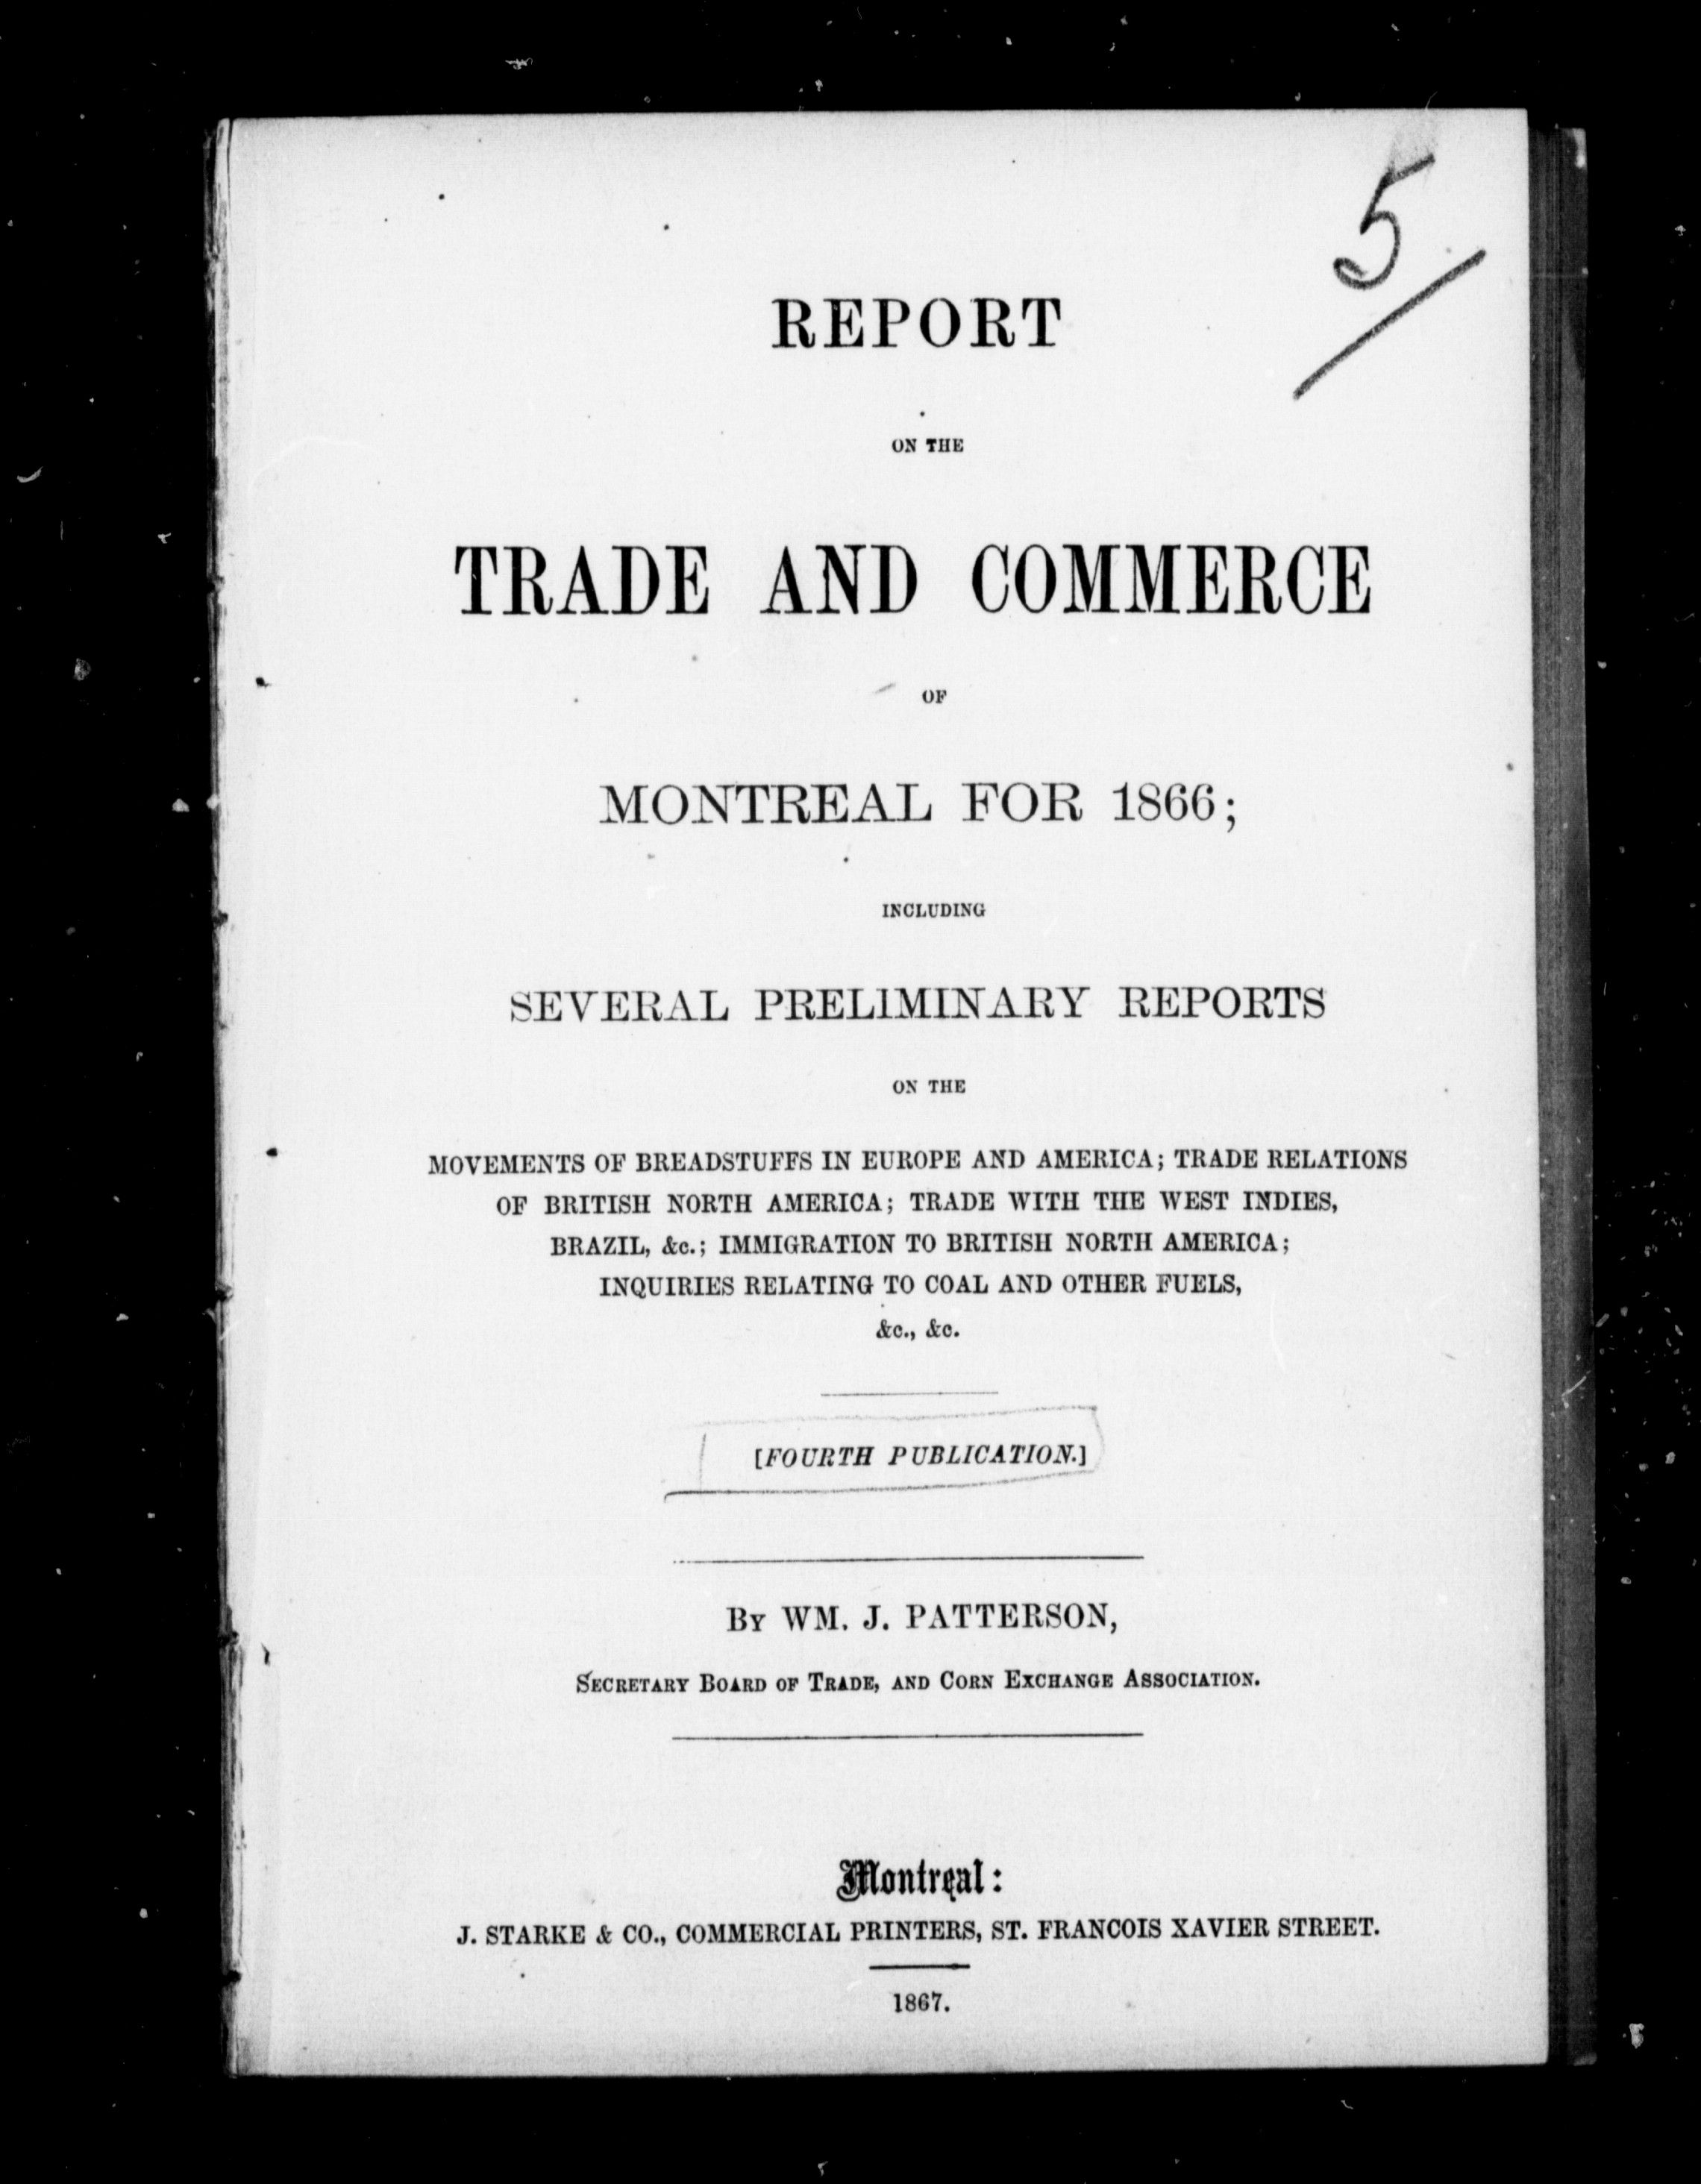 5
REPORT
ON THE
TRADE AND COMMERCE
OF
MONTREAL FOR 1866;
INCLUDING
SEVERAL PRELIMINARY REPORTS
ON THE
MOVEMENTS OF BREADSTUFFS IN EUROPE AND AMERICA; TRADE RELATIONS
OF BRITISH NORTH AMERICA; TRADE WITH THE WEST INDIES,
BRAZIL, &c.; IMMIGRATION TO BRITISH NORTH AMERICA;
INQUIRIES RELATING TO COAL AND OTHER FUELS,
&c., &c.
[FOURTH PUBLICATION.]
BY WM. J. PATTERSON,
SECRETARY BOARD OF TRADE, AND CORN EXCHANGE ASSOCIATION.
Montreal:
J. STARKE & CO., COMMERCIAL PRINTERS, ST. FRANCOIS XAVIER STREET.
1867.